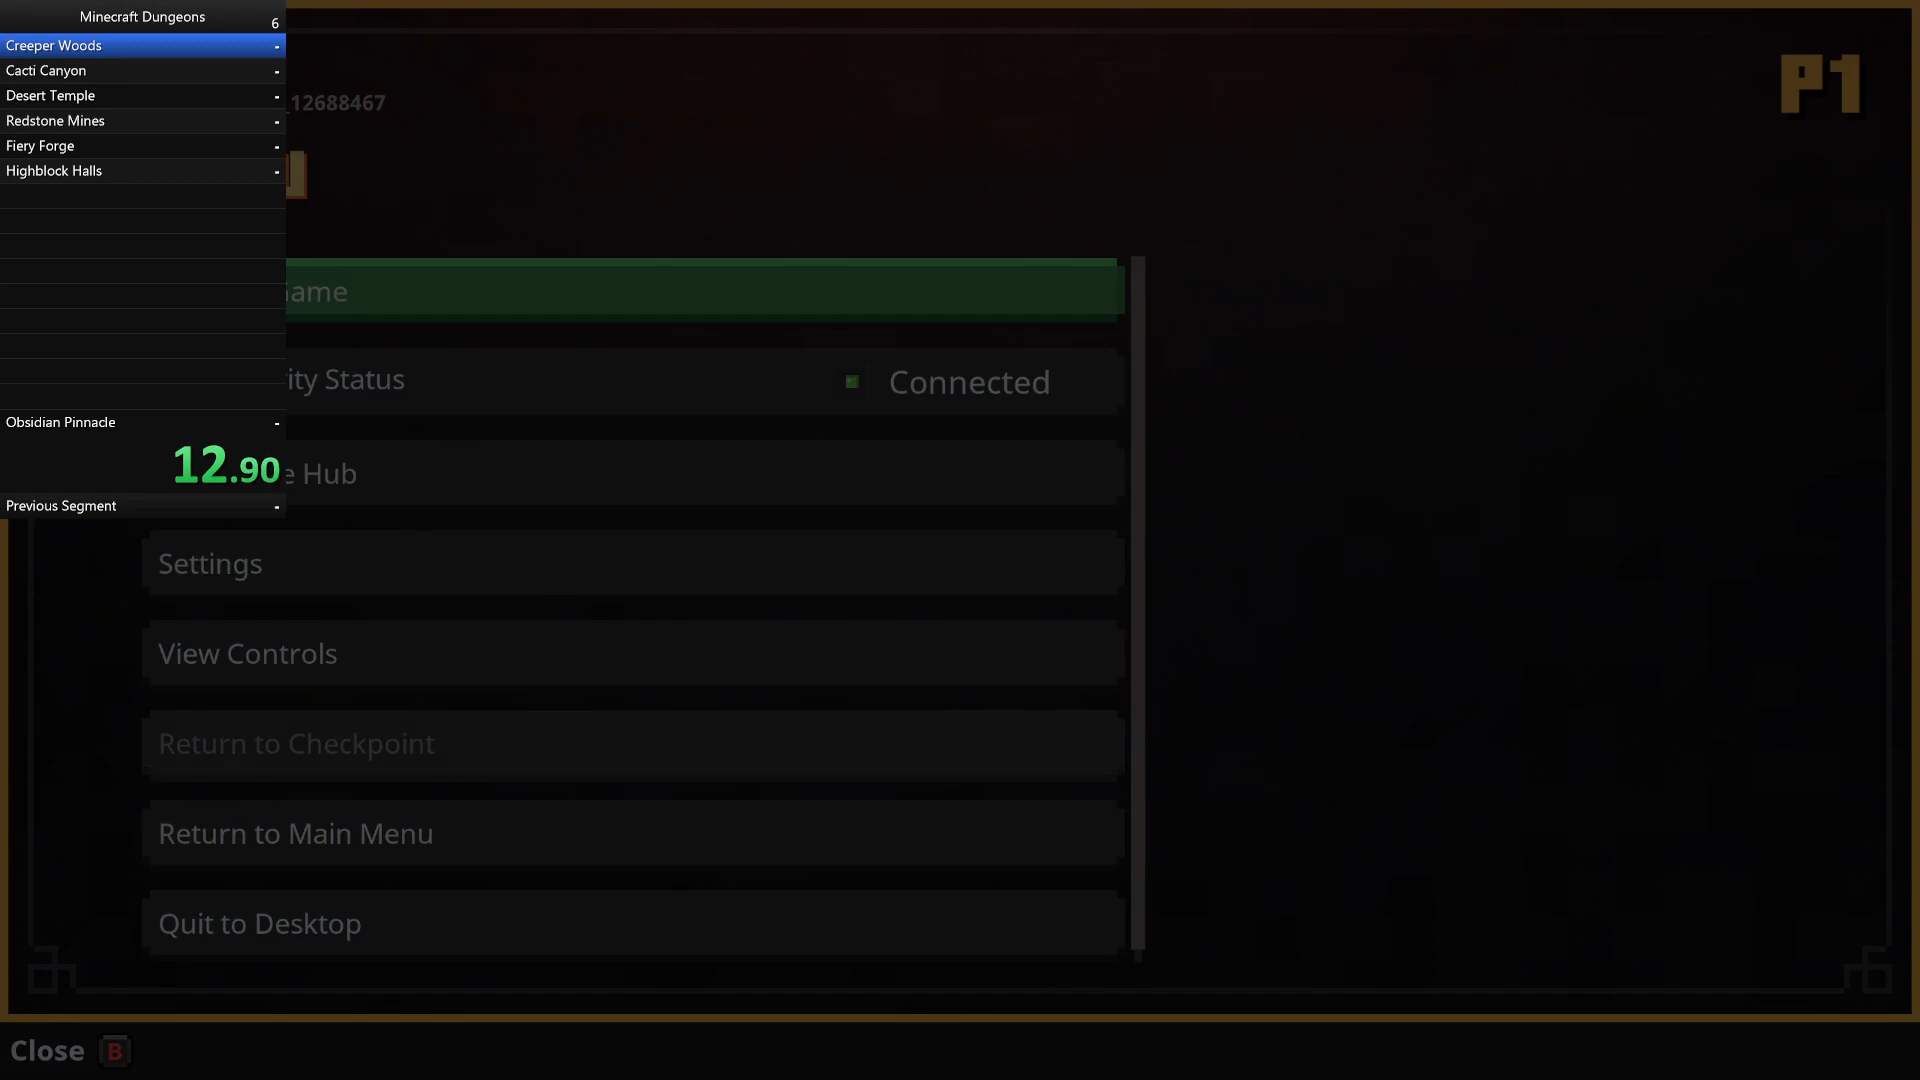 Minecraft Dungeons
6
Creeper Woods -
Cacti Canyon -
Desert Temple -
Redstone Mines -
Fiery Forge -
Highblock Halls -
Obsidian Pinnacle -
12.90
Previous Segment -
_12688467
P1
Game
ity Status
Connected
e Hub
Settings
View Controls
Return to Checkpoint
Return to Main Menu
Quit to Desktop
Close B